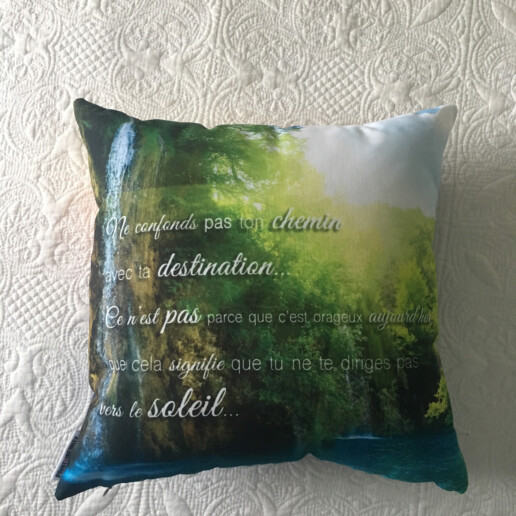 Ne confonds pas ton chemin
avec ta destination...
Ce n'est pas parce que c'est orageux aujourd'hui
que cela signifie que tu ne te diriges pas
vers le soleil...